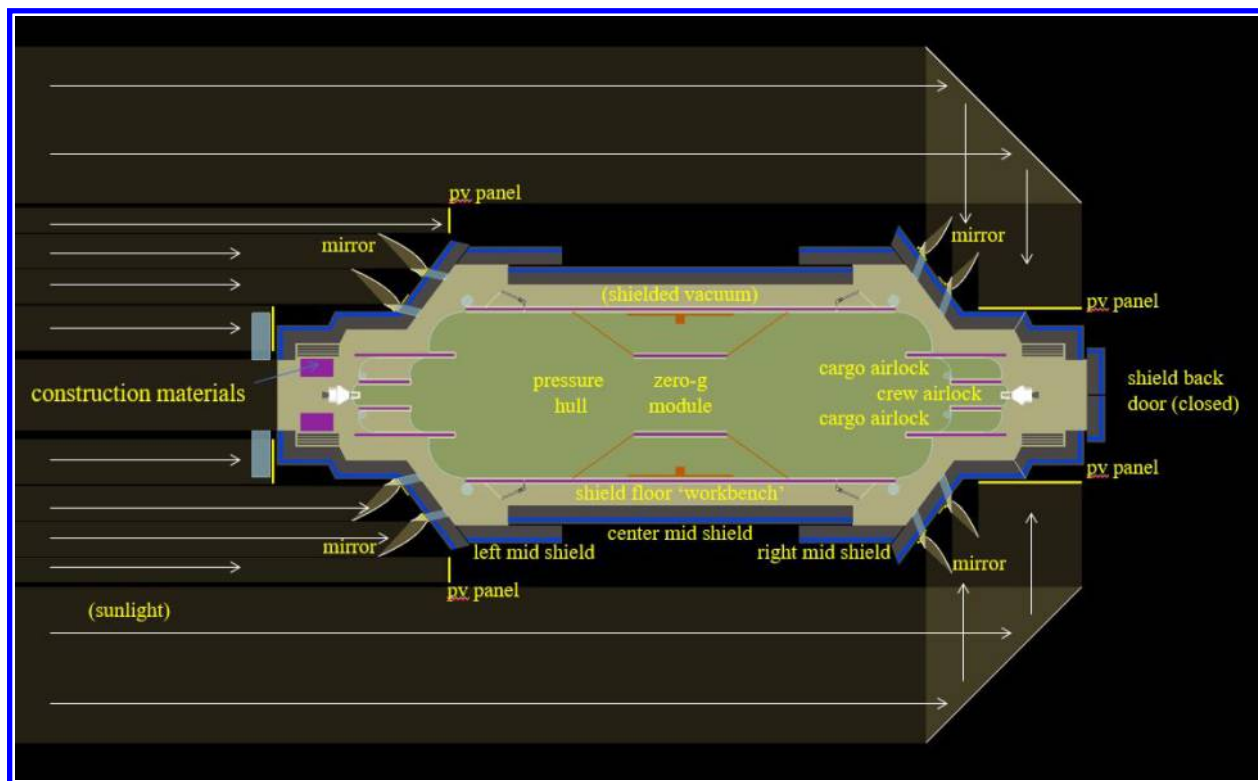 pv panel
mirror
mirror
(shielded vacuum)
pv panel
cargo airlock
construction materials
pressure
hull
zero-g
module
crew airlock
cargo airlock
shield back
door (closed)
pv panel
shield floor ‘workbench’
center mid shield
mirror
left mid shield
right mid shield
mirror
pv panel
(sunlight)